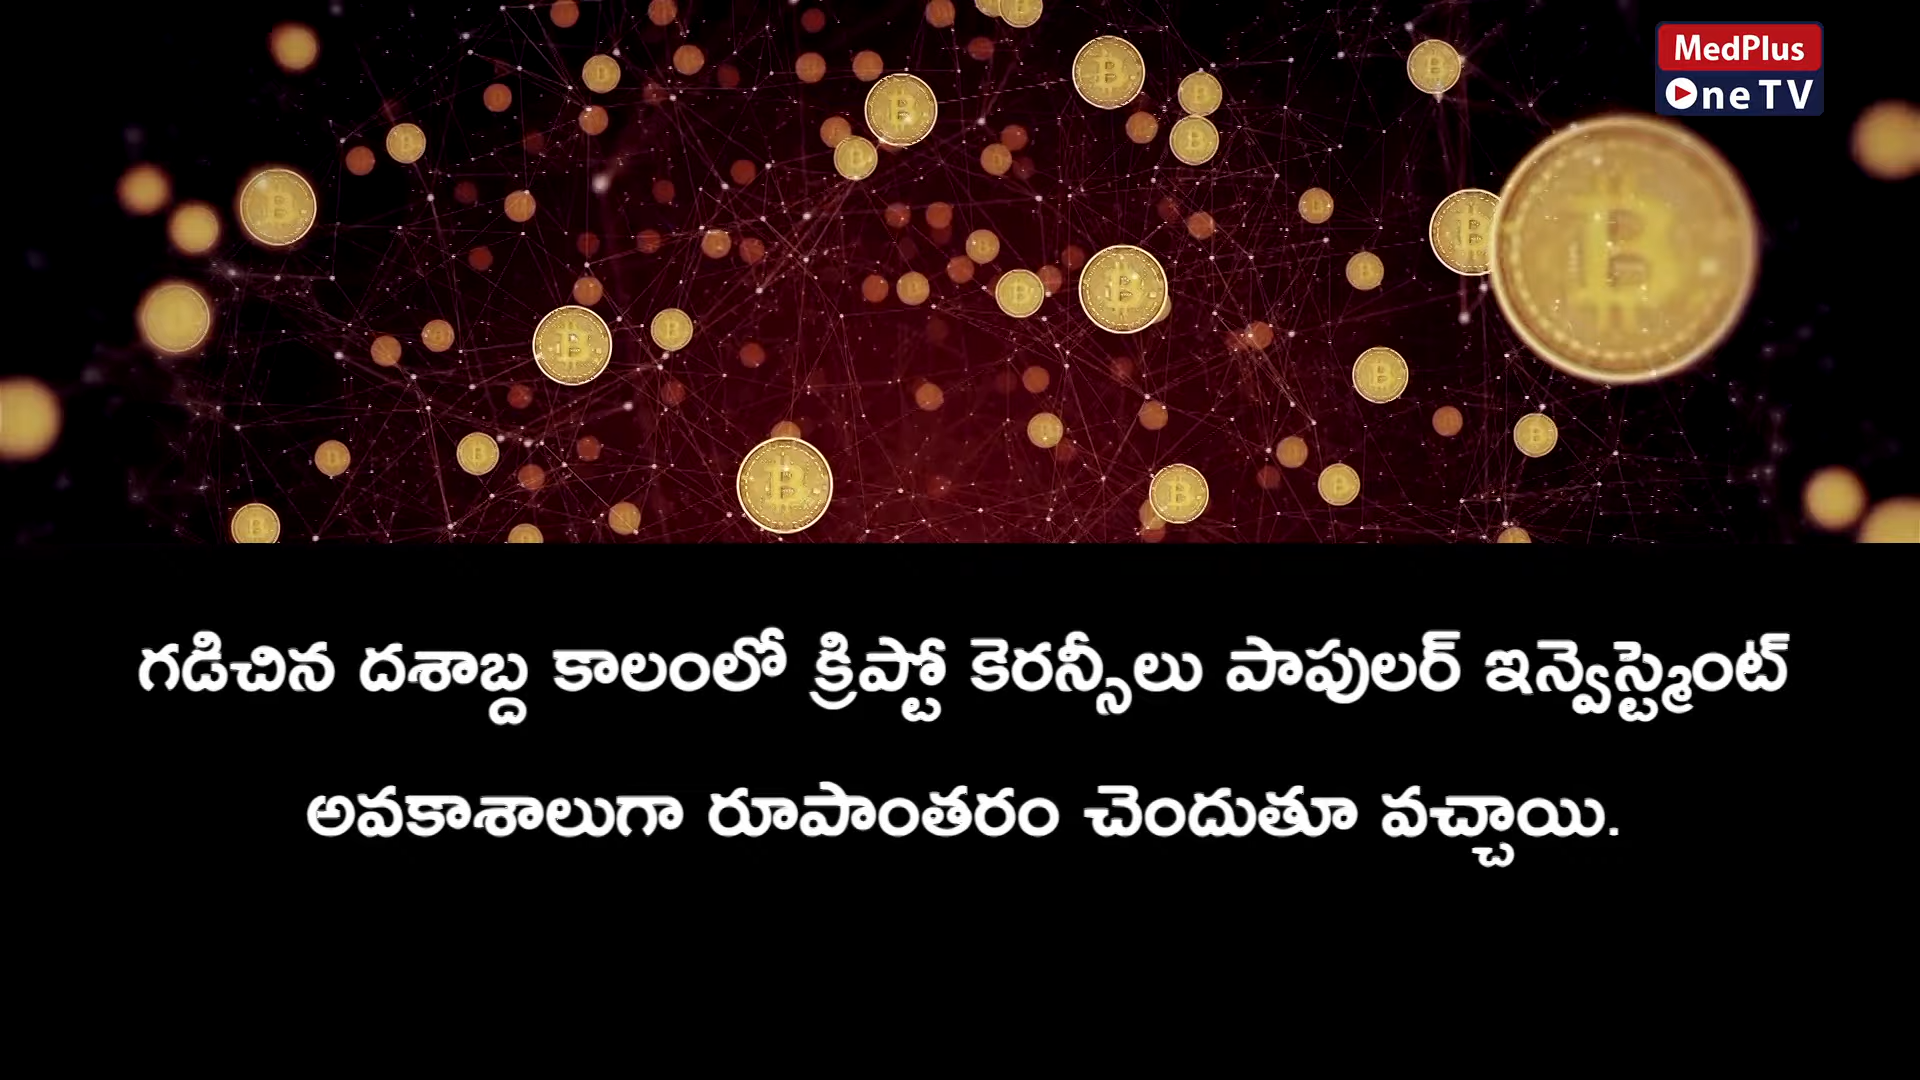 MedPlus
One TV
గడిచిన దశాబ్ద కాలంలో క్రిప్టో కెరన్సీలు పాపులర్ ఇన్వెస్ట్మెంట్
అవకాశాలుగా రూపాంతరం చెందుతూ వచ్చాయి.